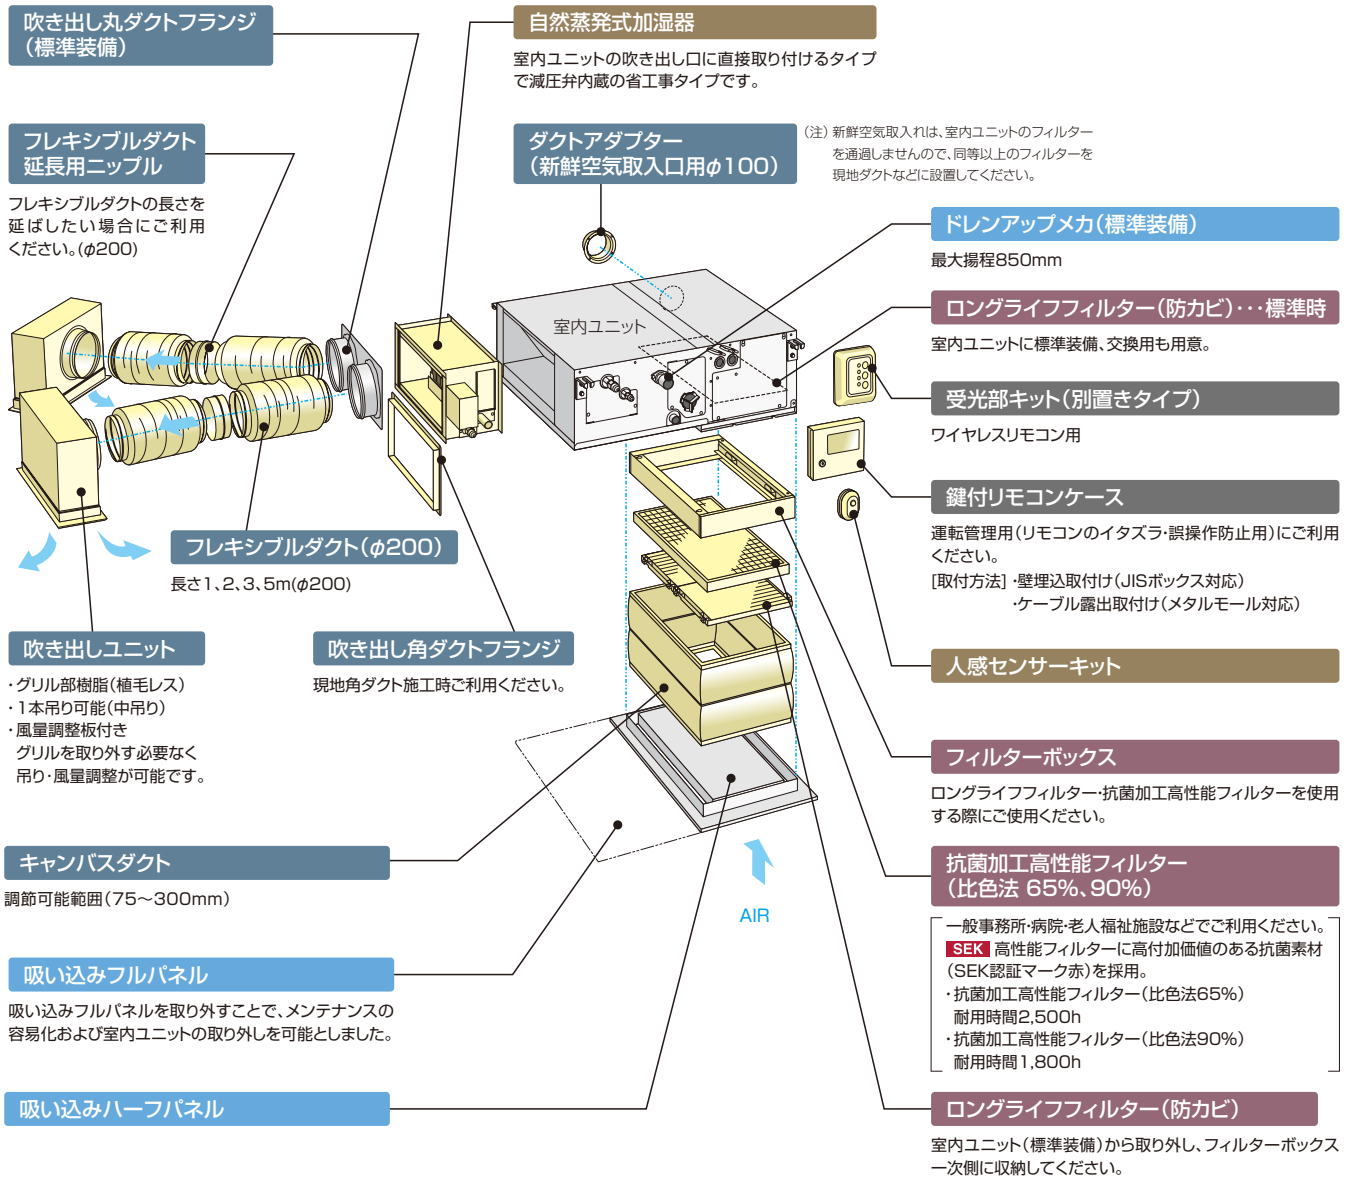 吹き出し丸ダクトフランジ
（標準装備）
自然蒸発式加湿器
室内ユニットの吹き出し口に直接取り付けるタイプ
で減圧弁内蔵の省工事タイプです。
フレキシブルダクト
延長用ニップル
フレキシブルダクトの長さを
延ばしたい場合にご利用
ください。(φ200)
ダクトアダプター
（新鮮空気取入口用φ100）
（注）新鮮空気取入れは、室内ユニットのフィルター
を通過しませんので、同等以上のフィルターを
現地ダクトなどに設置してください。
ドレンアップメカ（標準装備）
最大揚程850mm
ロングライフフィルター（防カビ）･･･標準時
室内ユニットに標準装備、交換用も用意。
室内ユニット
受光部キット（別置きタイプ）
ワイヤレスリモコン用
鍵付リモコンケース
運転管理用（リモコンのイタズラ・誤操作防止用）にご利用
ください。
[取付方法] ・壁埋込取付け（JISボックス対応）
・ケーブル露出取付け（メタルモール対応）
フレキシブルダクト（φ200）
長さ1、2、3、5m(φ200)
吹き出しユニット
・グリル部樹脂（植毛レス）
・1本吊り可能（中吊り）
・風量調整板付き
グリルを取り外す必要なく
吊り・風量調整が可能です。
吹き出し角ダクトフランジ
現地角ダクト施工時ご利用ください。
人感センサーキット
フィルターボックス
ロングライフフィルター・抗菌加工高性能フィルターを使用
する際にご使用ください。
キャンバスダクト
調節可能範囲（75～300mm）
抗菌加工高性能フィルター
（比色法 65%、90%）
一般事務所・病院・老人福祉施設などでご利用ください。
SEK 高性能フィルターに高付加価値のある抗菌素材
（SEK認証マーク赤）を採用。
・抗菌加工高性能フィルター（比色法65%）
耐用時間2,500h
・抗菌加工高性能フィルター（比色法90%）
耐用時間1,800h
AIR
吸い込みフルパネル
吸い込みフルパネルを取り外すことで、メンテナンスの
容易化および室内ユニットの取り外しを可能としました。
吸い込みハーフパネル
ロングライフフィルター（防カビ）
室内ユニット（標準装備）から取り外し、フィルターボックス
一次側に収納してください。